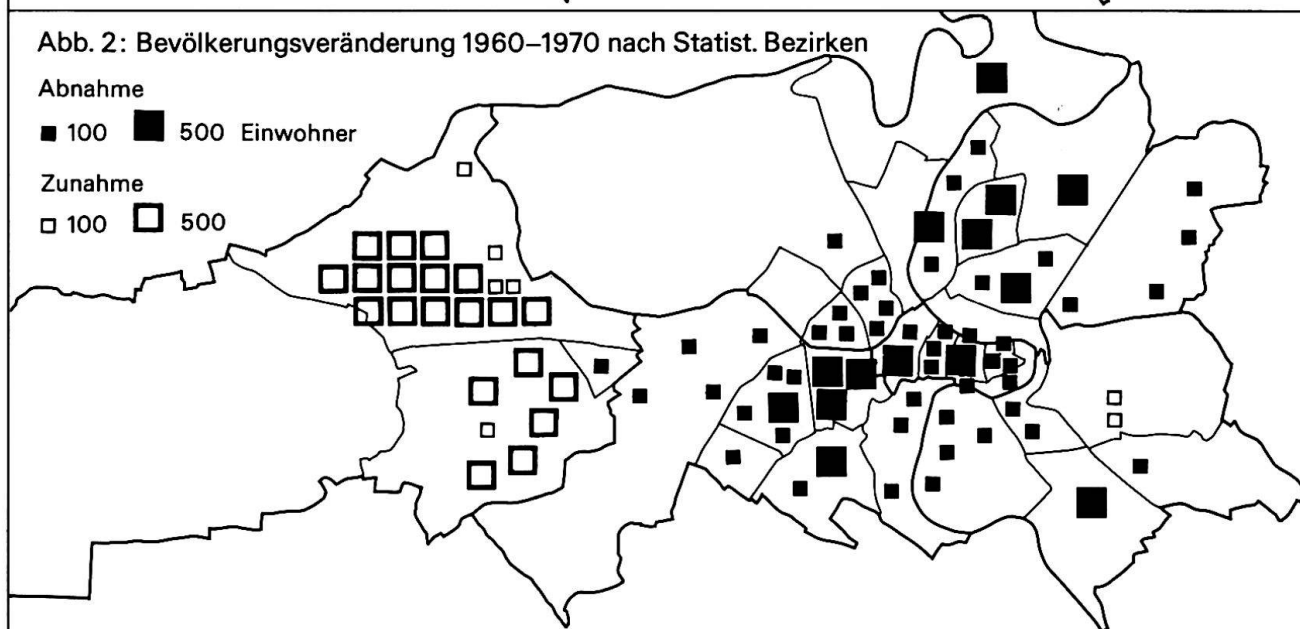 Abb. 2: Bevölkerungsveränderung 1960–1970 nach Statist. Bezirken
Abnahme
100 500 Einwohner
Zunahme
100 500